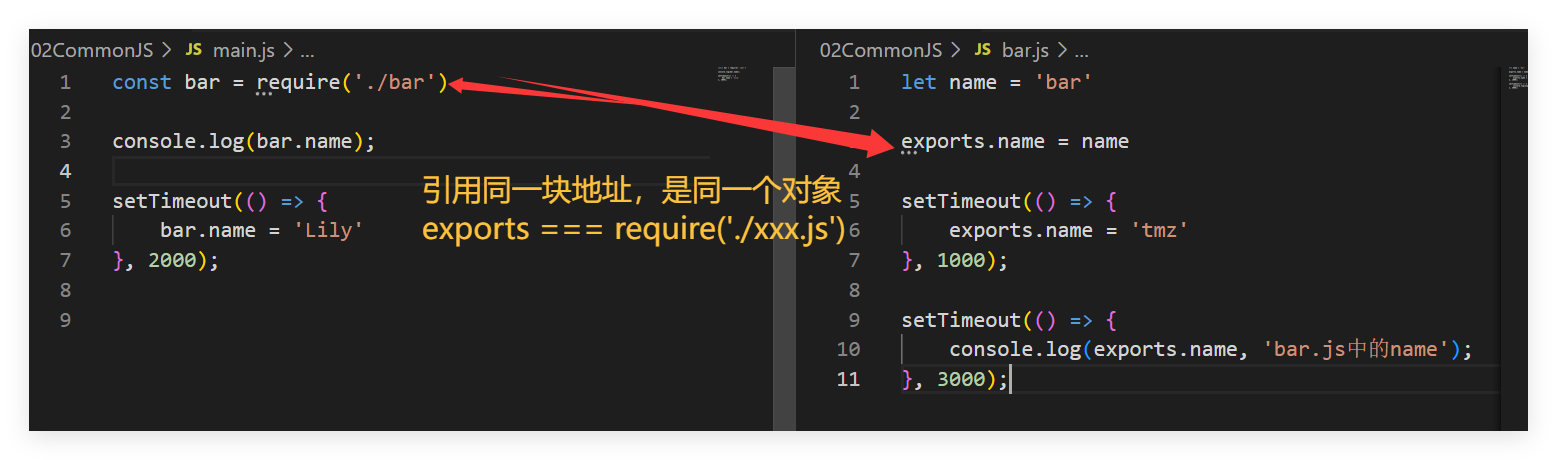 02CommonJS > JS main.js > ...
1 const bar = require('./bar')
2
3 console.log(bar.name);
4
5 setTimeout(() => {
6 bar.name = 'Lily'
7 }, 2000);
8
9
引用同一块地址，是同一个对象
exports === require('./xxx.js')
02CommonJS > JS bar.js > ...
1 let name = 'bar'
2
exports.name = name
4
5 setTimeout(() => {
6 exports.name = 'tmz'
7 }, 1000);
8
9 setTimeout(() => {
10 console.log(exports.name, 'bar.js中的name');
11 }, 3000);